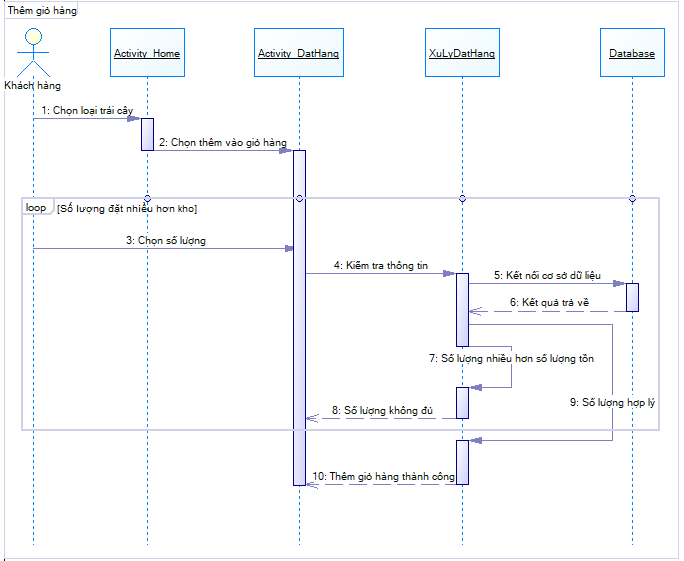 Thêm giỏ hàng
Activity_Home
Activity_DatHang
XuLyDatHang
Database
Khách hàng
1: Chọn loại trái cây
2: Chọn thêm vào giỏ hàng
loop
[Số lượng đặt nhiều hơn kho]
3: Chọn số lượng
4: Kiểm tra thông tin
5: Kết nối cơ sở dữ liệu
6: Kết quả trả về
7: Số lượng nhiều hơn số lượng tồn
9: Số lượng hợp lý
8: Số lượng không đủ
10: Thêm giỏ hàng thành công